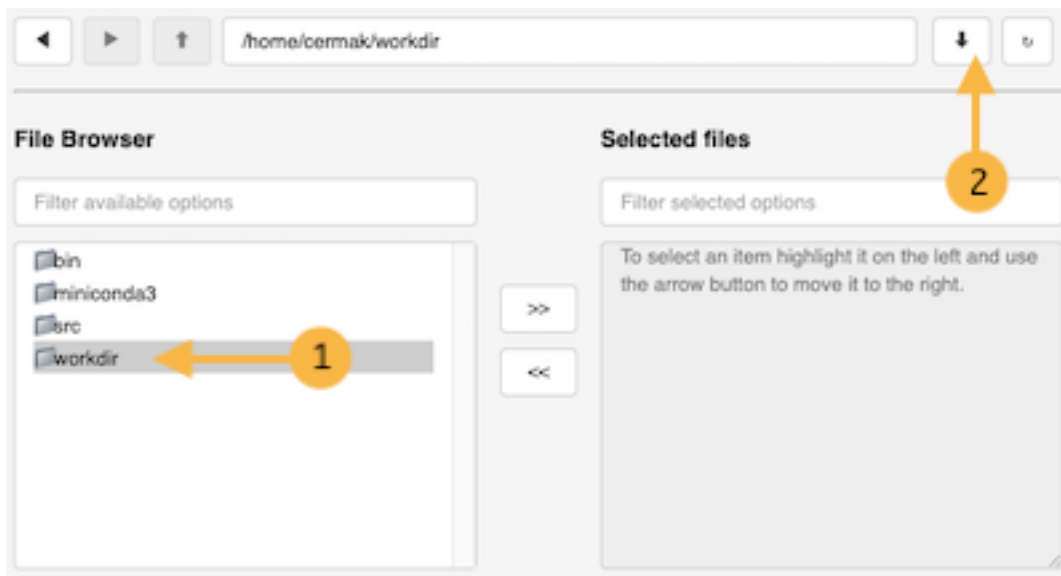 /home/cermak/workdir
2
File Browser
Selected files
Filter available options
Filter selected options
bin
miniconda3
src
workdir
1
>>
<<
To select an item highlight it on the left and use
the arrow button to move it to the right.